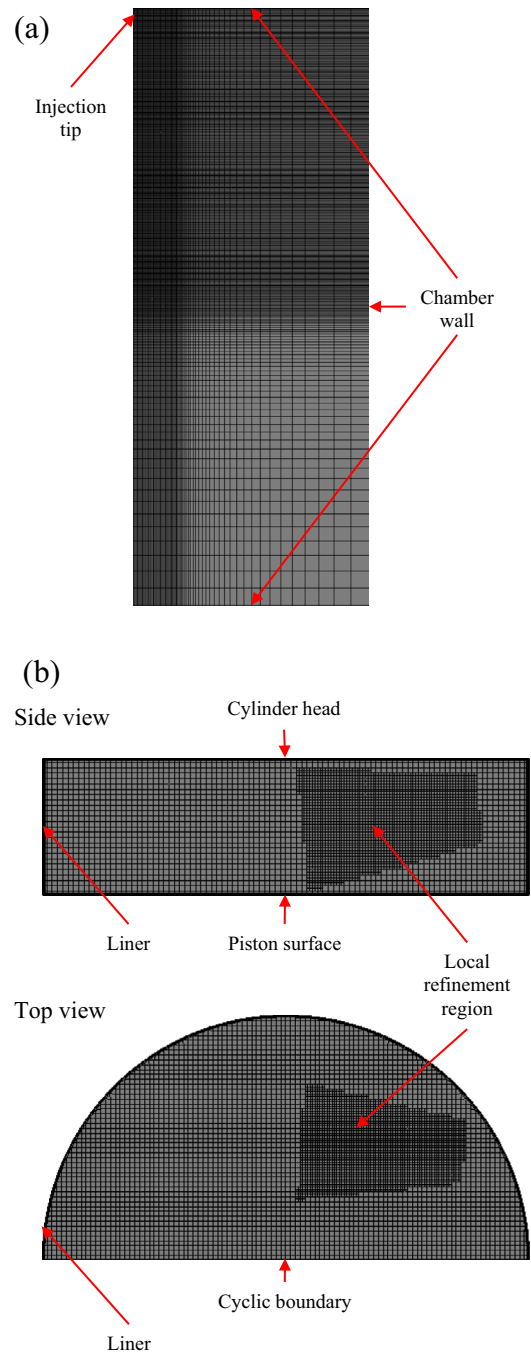 (a)
Injection
tip
Chamber
wall
(b)
Side view
Cylinder head
Liner
Piston surface
Local
refinement
region
Top view
Cyclic boundary
Liner